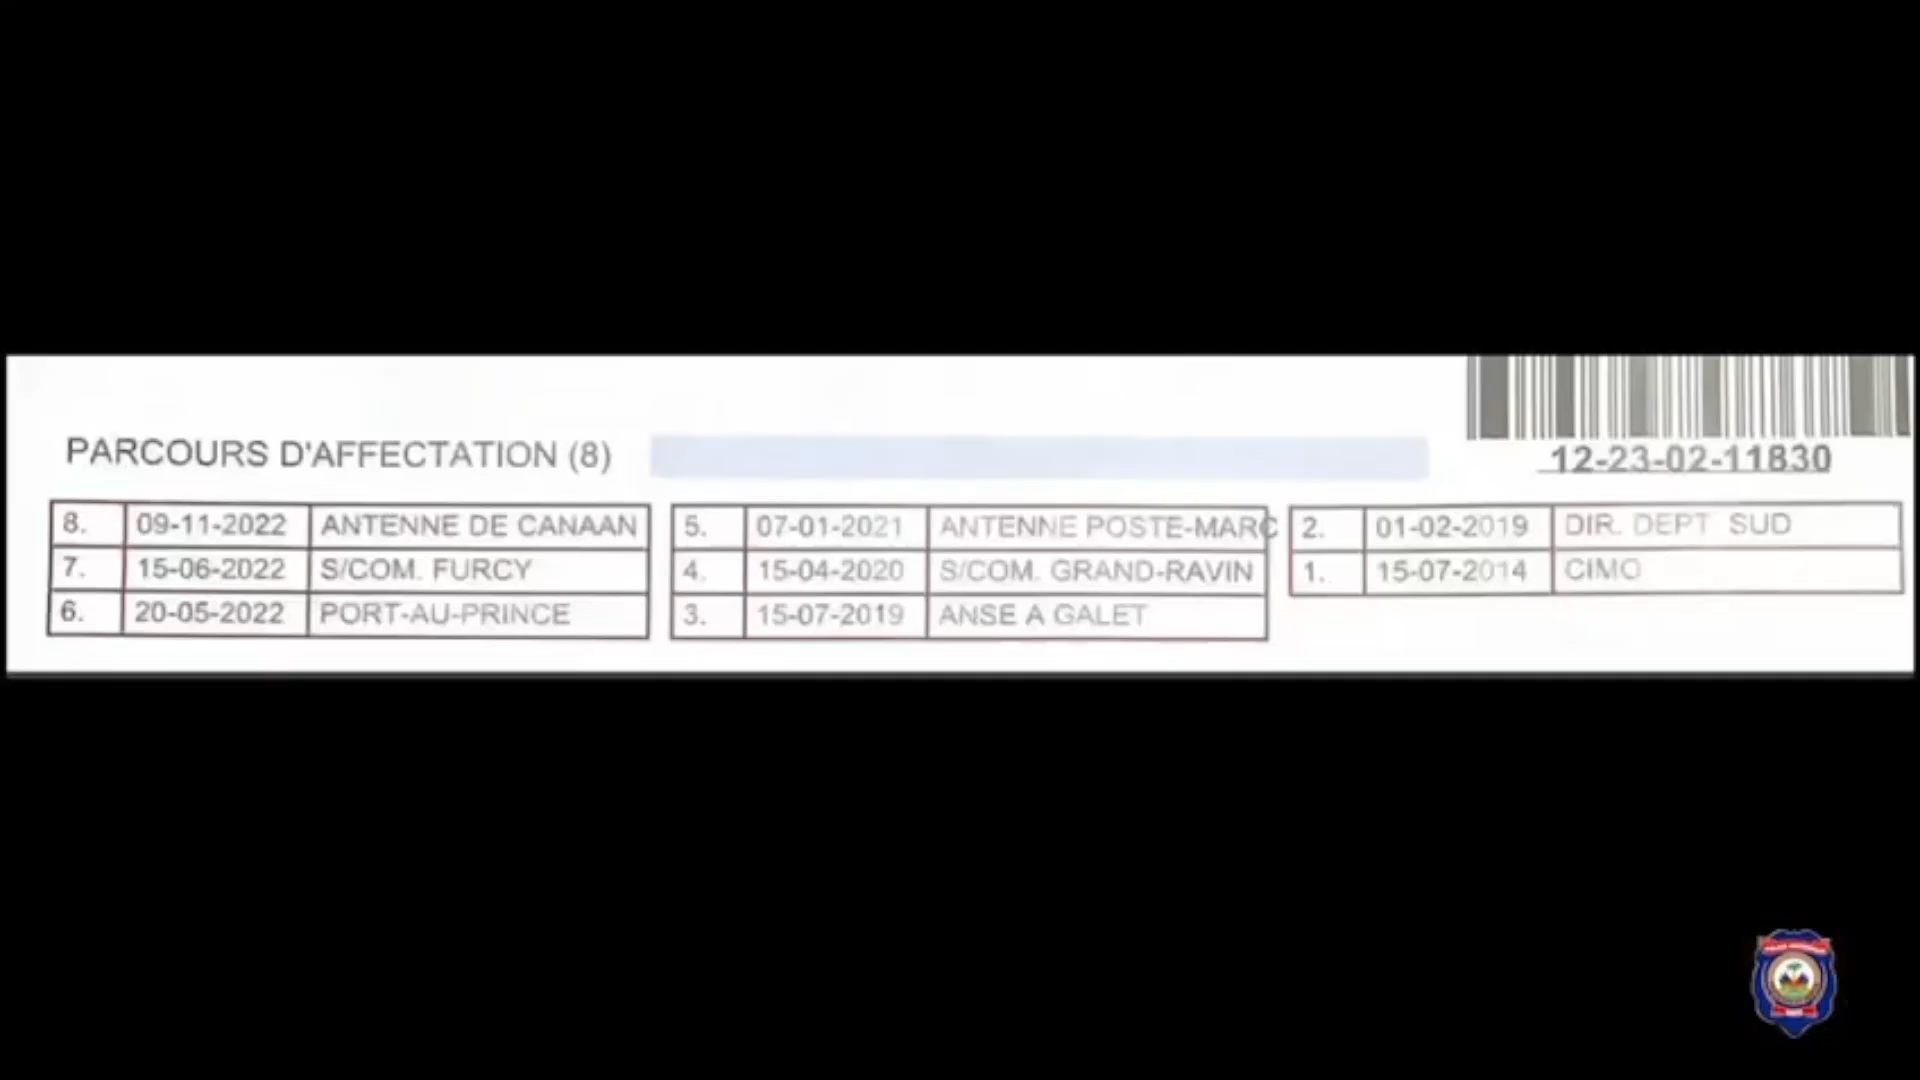 12-23-02-11830
PARCOURS D'AFFECTATION (8)
8. 09-11-2022 ANTENNE DE CANAAN
7. 15-06-2022 S/COM. FURCY
6. 20-05-2022 PORT-AU-PRINCE
5. 07-01-2021 ANTENNE POSTE-MARC
4. 15-04-2020 S/COM. GRAND-RAVIN
3. 15-07-2019 ANSE A GALET
2. 01-02-2019 DIR. DEPT SUD
1. 15-07-2014 CIMO